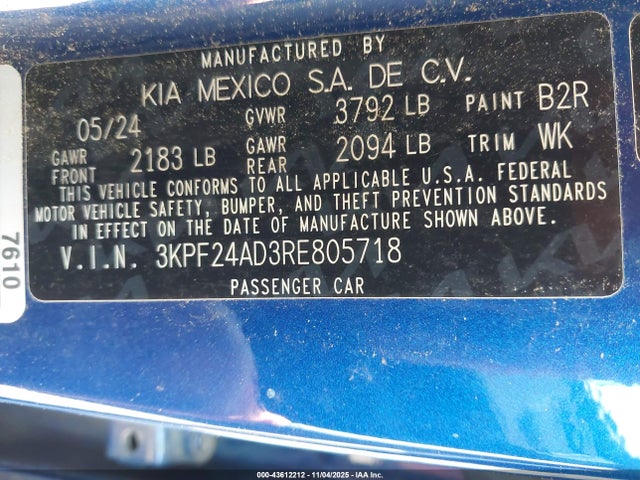 MANUFACTURED BY
KIA MEXICO S.A. DE C.V.
05/24 GVWR 3792 LB PAINT B2R
GAWR FRONT 2183 LB GAWR REAR 2094 LB TRIM WK
THIS VEHICLE CONFORMS TO ALL APPLICABLE U.S.A. FEDERAL
MOTOR VEHICLE SAFETY, BUMPER, AND THEFT PREVENTION STANDARDS
IN EFFECT ON THE DATE OF MANUFACTURE SHOWN ABOVE.
V.I.N. 3KPF24AD3RE805718
PASSENGER CAR
7610
000-43612212 - 11/04/2025 - IAA Inc.